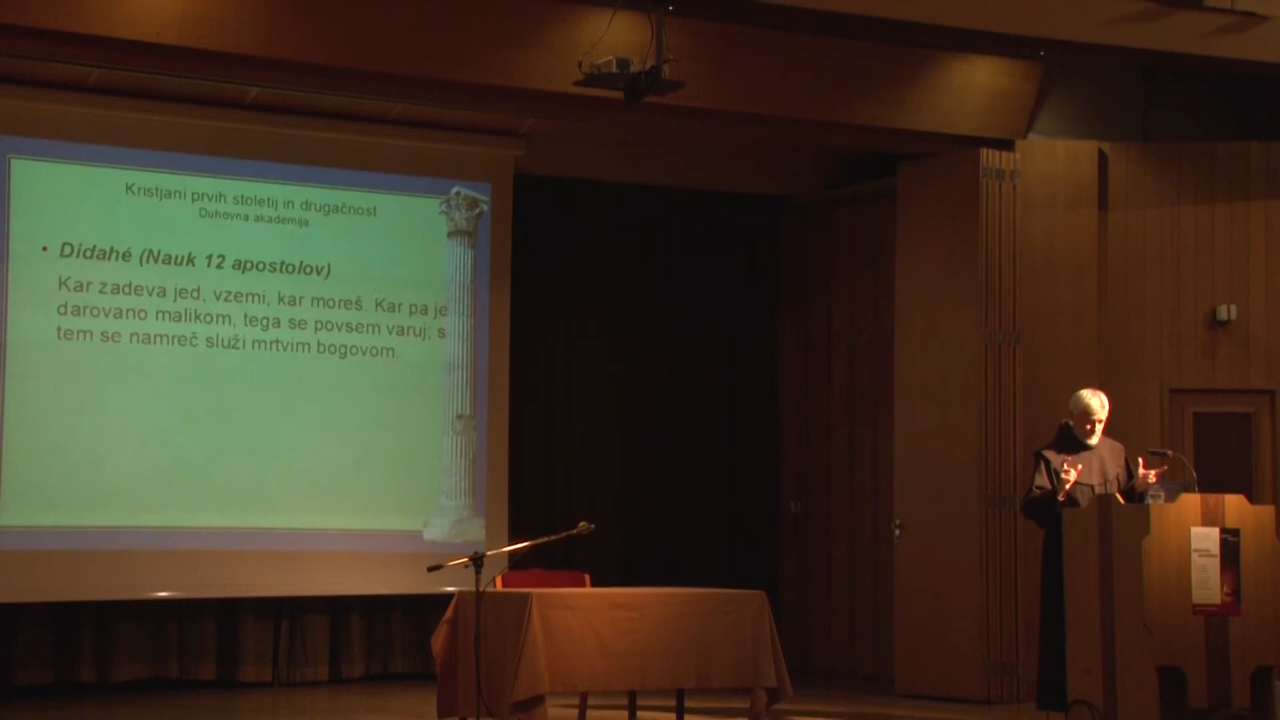 Kristjani prvih stoletij in drugačnost
Duhovna akademija
• Didahé (Nauk 12 apostolov)
Kar zadeva jed, vzemi, kar moreš. Kar pa je
darovano malikom, tega se povsem varuj; s
tem se namreč služi mrtvim bogovom.